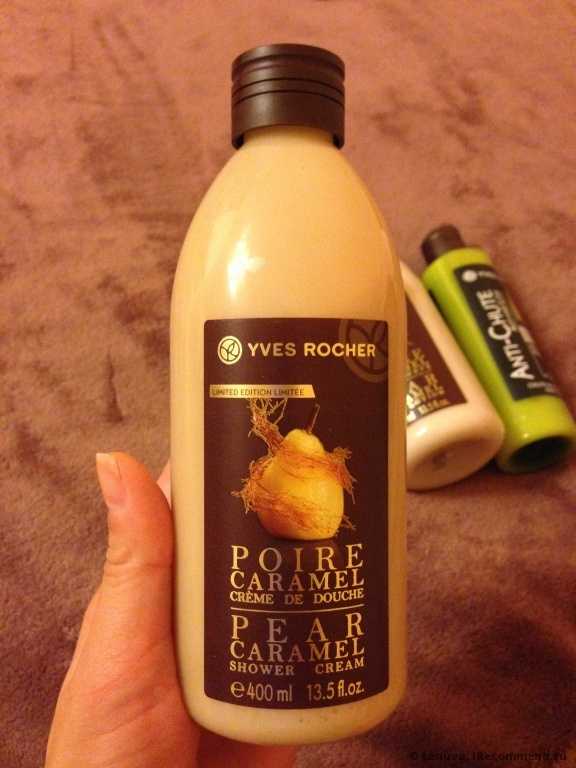 YVES ROCHER
LIMITED EDITION LIMITÉE
POIRE
CARAMEL
CRÈME DE DOUCHE
PEAR
CARAMEL
SHOWER CREAM
℮400 ml 13.5 fl.oz.
ANTI-CHUTE